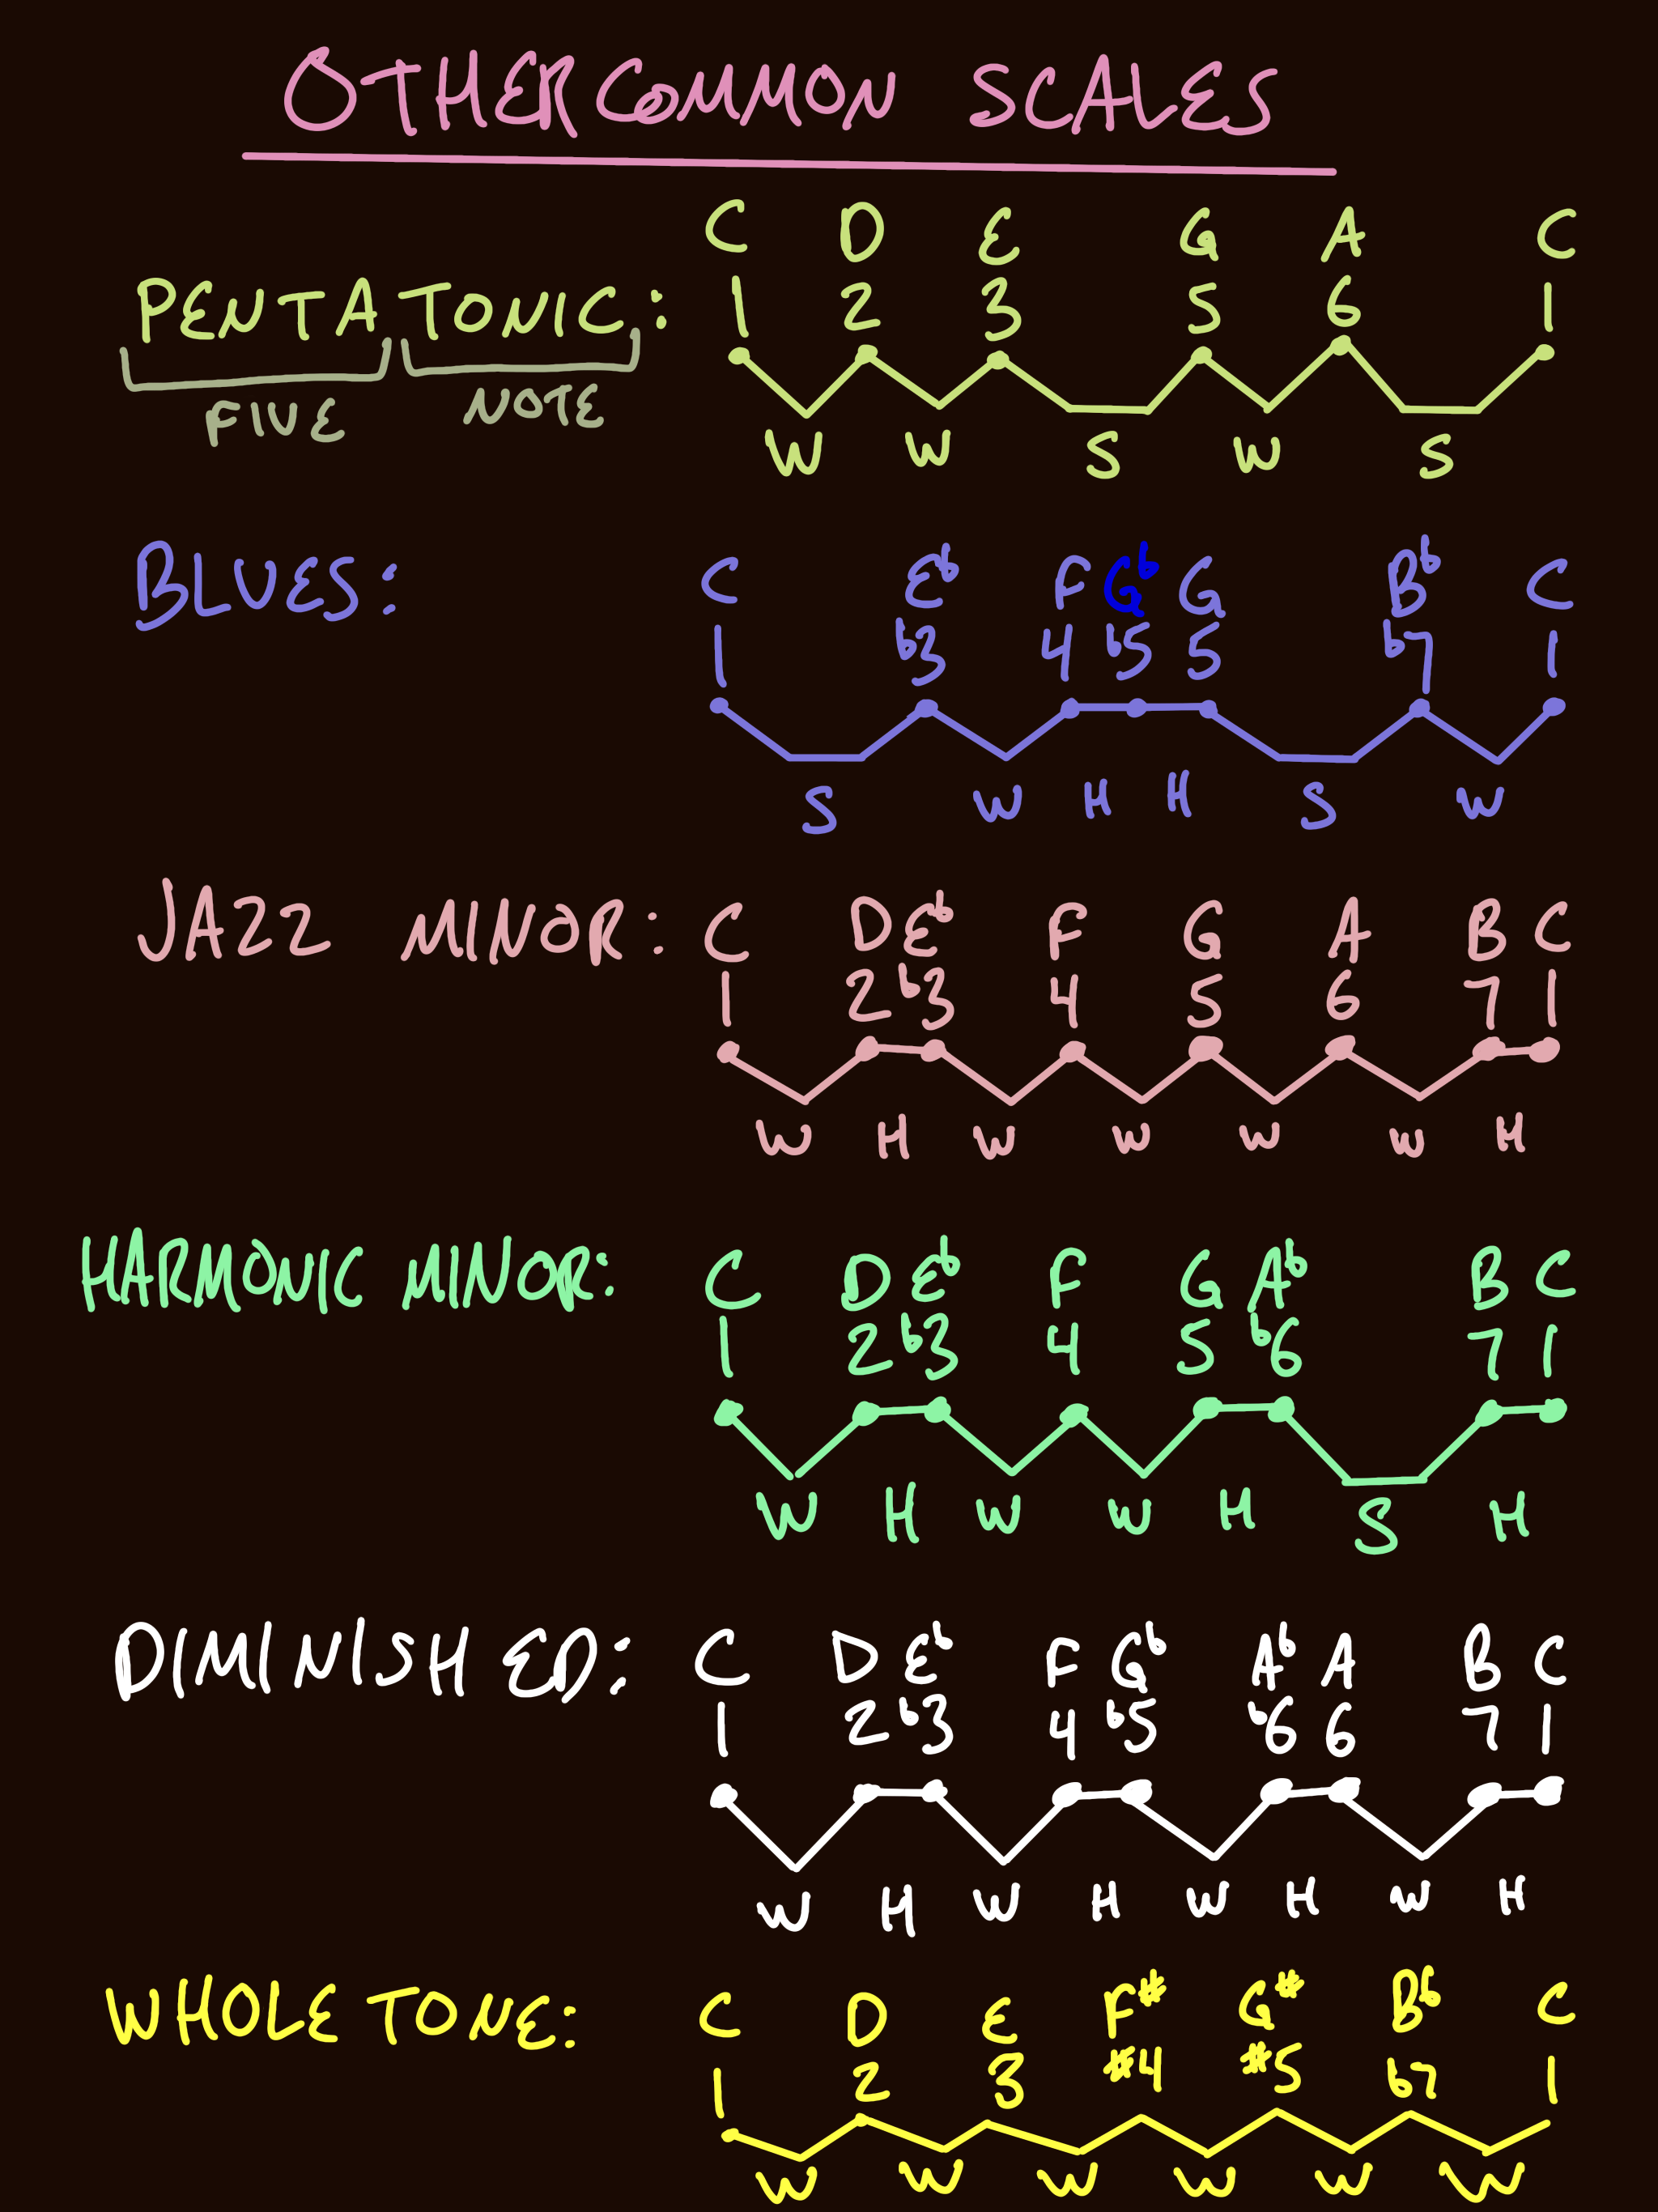 OTHER COMMON SCALES
C D E G A C
PENTATONIC: 1 2 3 5 6 1
FIVE NOTE
W W S W S
BLUES: C E♭ F G♭ G B♭ C
1 ♭3 4 ♭5 5 ♭7 1
S W H H S W
JAZZ MINOR: C D E♭ F G A B C
1 2 ♭3 4 5 6 7 1
W H W W W W H
HARMONIC MINOR: C D E♭ F G A♭ B C
1 2 ♭3 4 5 ♭6 7 1
W H W W H S H
DIMINISHED: C D E♭ F G♭ A♭ A B C
1 2 ♭3 4 ♭5 ♭6 6 7 1
W H W H W H W H
WHOLE TONE: C D E F# G# B♭ C
1 2 3 #4 #5 ♭7 1
W W W W W W